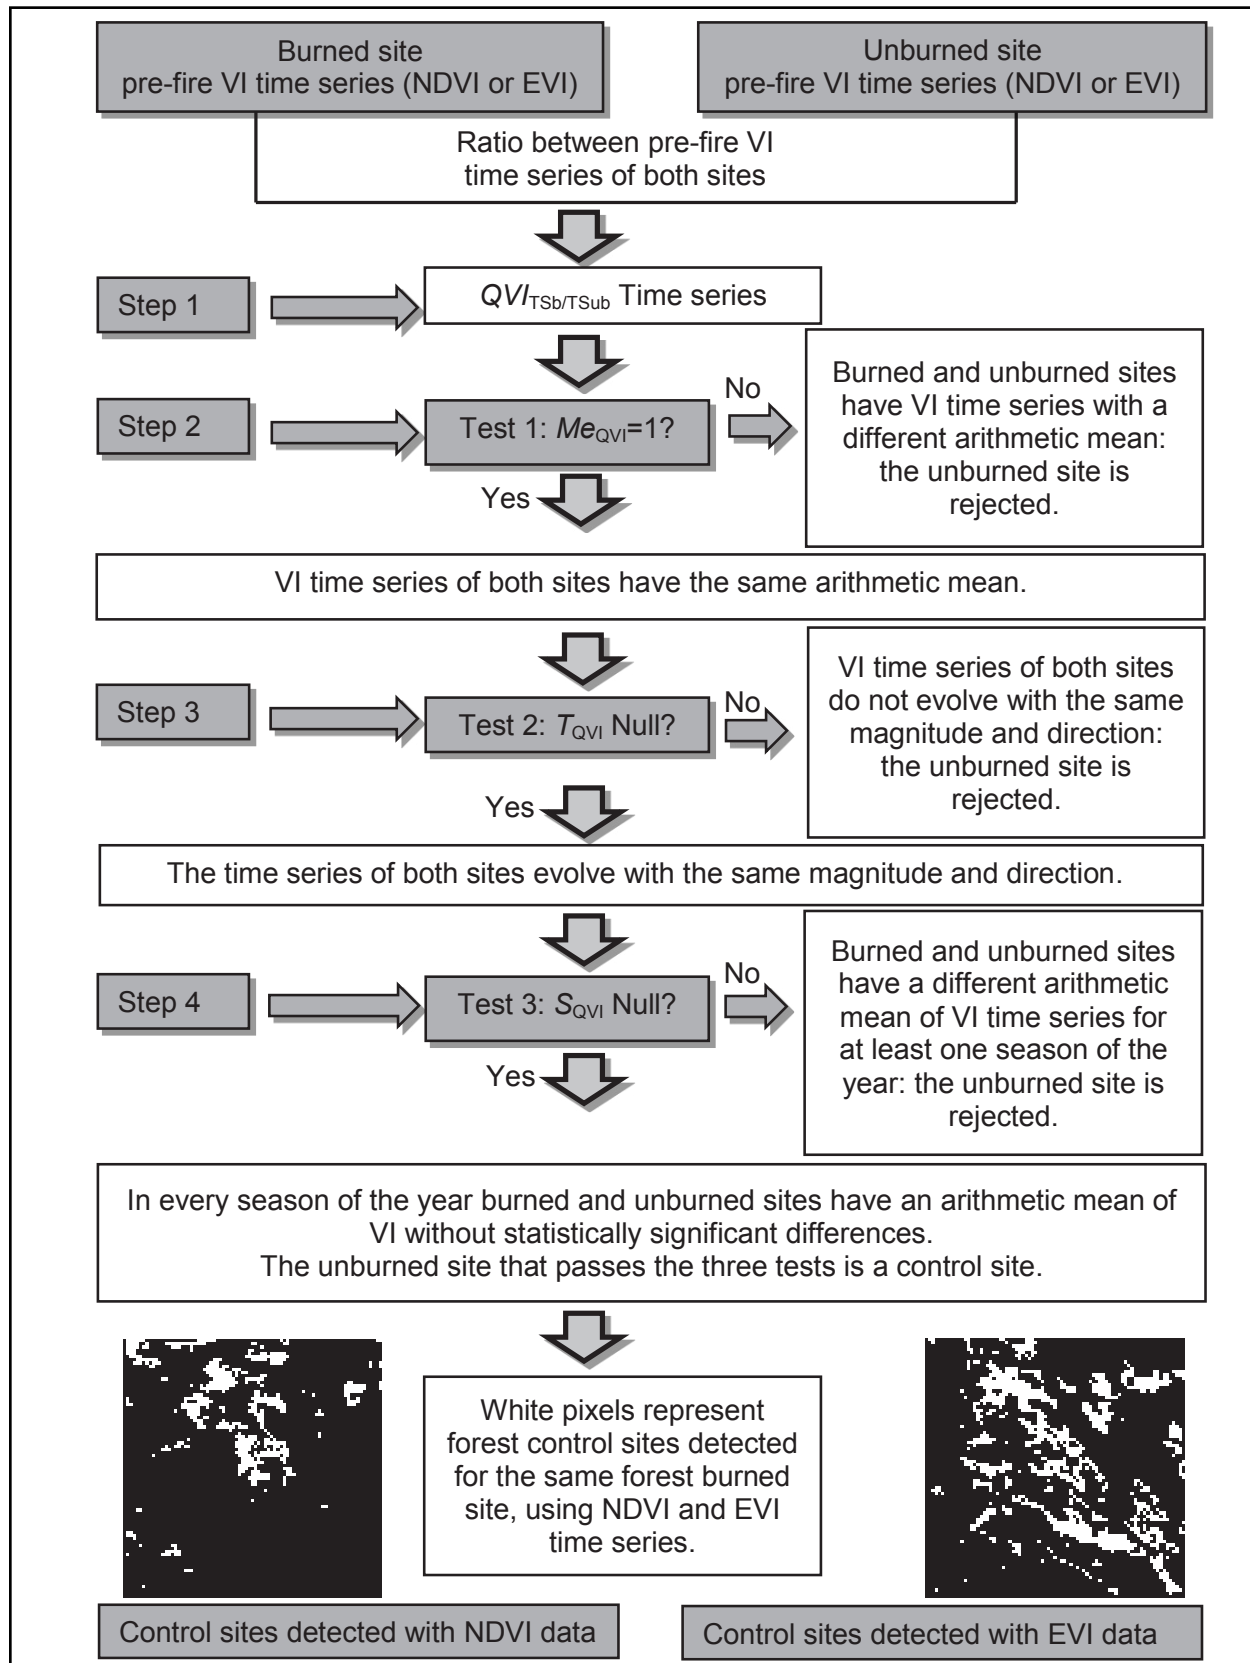 Burned site
pre-fire VI time series (NDVI or EVI)
Unburned site
pre-fire VI time series (NDVI or EVI)
Ratio between pre-fire VI
time series of both sites
Step 1
QVI TSb/TSub Time series
Step 2
Test 1: MeQVI=1?
No
Burned and unburned sites
have VI time series with a
different arithmetic mean:
the unburned site is
rejected.
Yes
VI time series of both sites have the same arithmetic mean.
Step 3
Test 2: TQVI Null?
No
VI time series of both sites
do not evolve with the same
magnitude and direction:
the unburned site is
rejected.
Yes
The time series of both sites evolve with the same magnitude and direction.
Step 4
Test 3: SQVI Null?
No
Burned and unburned sites
have a different arithmetic
mean of VI time series for
at least one season of the
year: the unburned site is
rejected.
Yes
In every season of the year burned and unburned sites have an arithmetic mean of
VI without statistically significant differences.
The unburned site that passes the three tests is a control site.
White pixels represent
forest control sites detected
for the same forest burned
site, using NDVI and EVI
time series.
Control sites detected with NDVI data
Control sites detected with EVI data